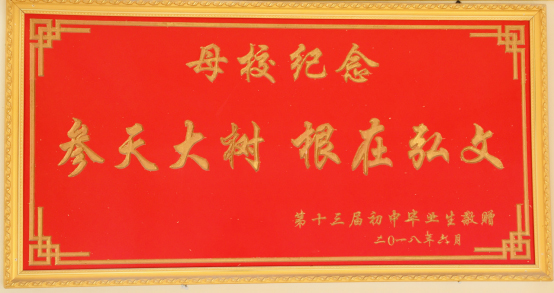 母校纪念
参天大树 根在弘文
第十三届初中毕业生敬赠
二〇一八年六月